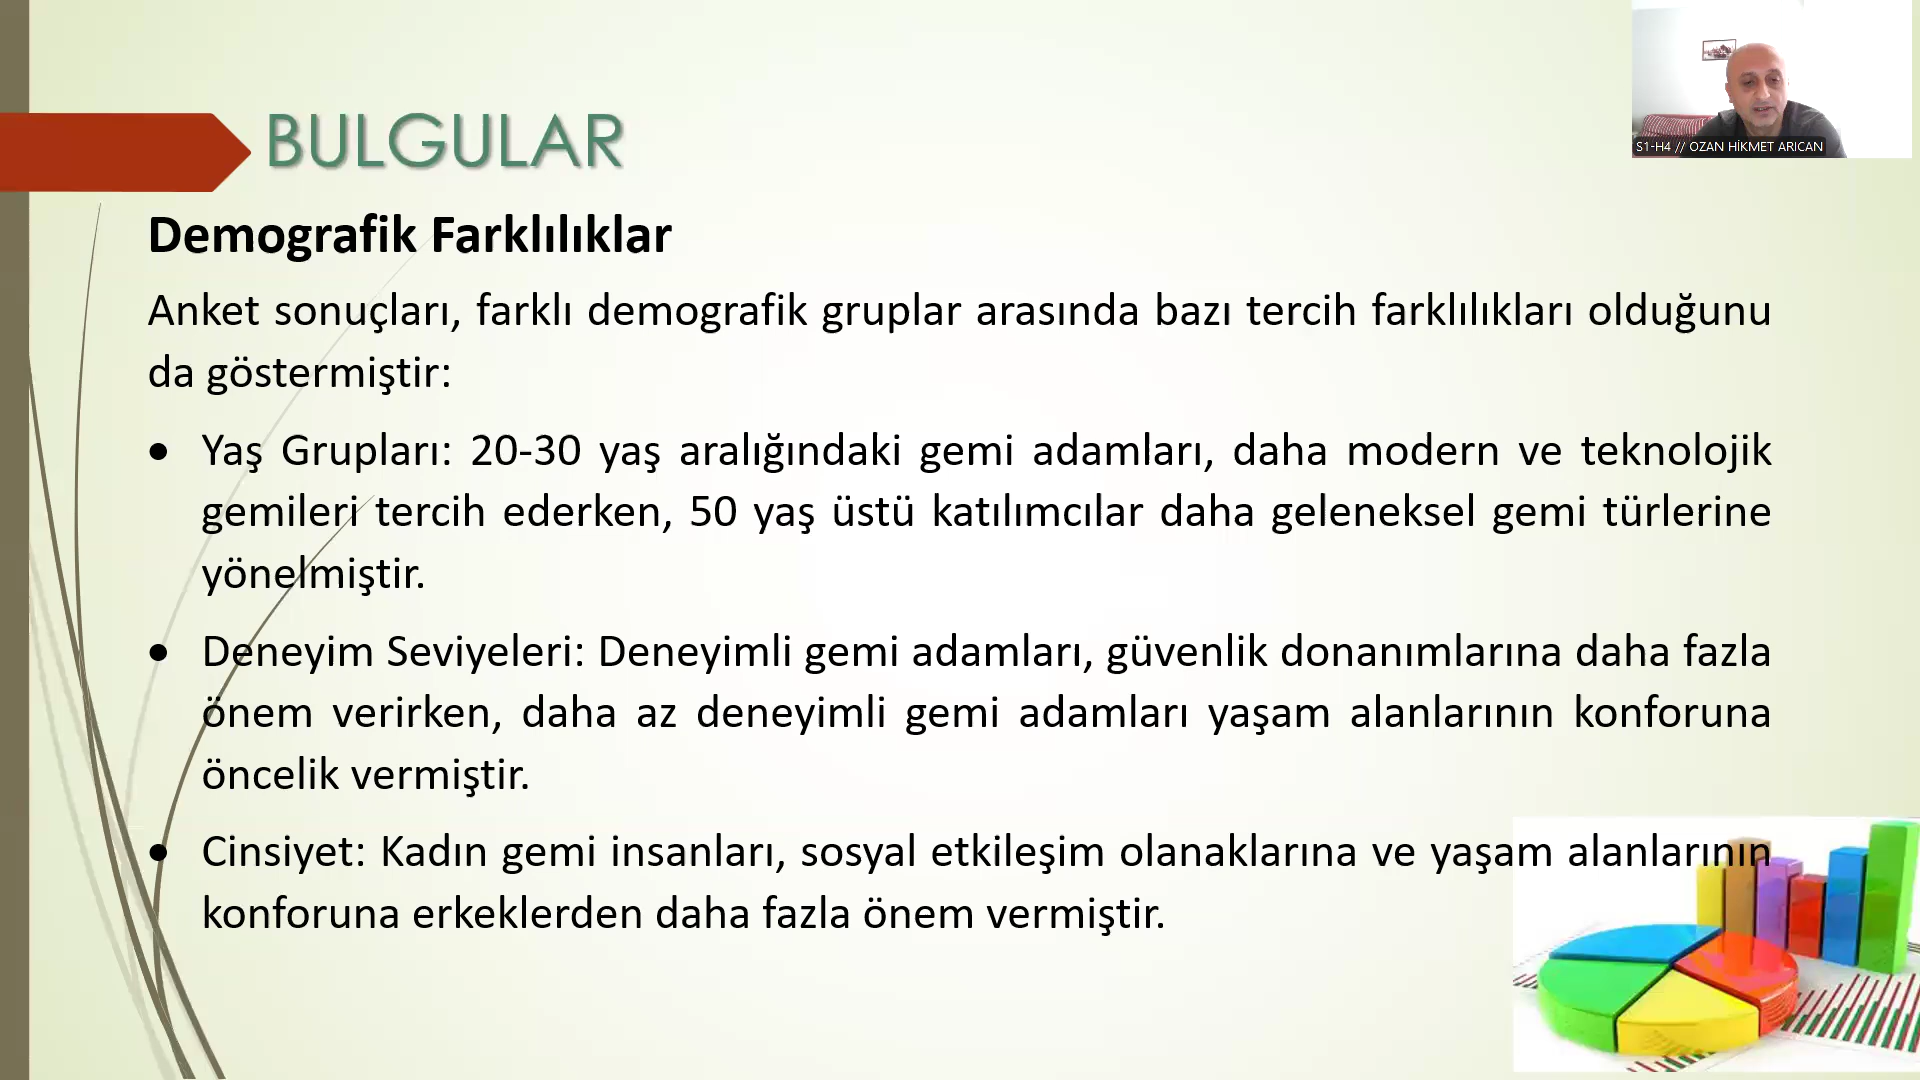 BULGULAR
S1-H4 // OZAN HİKMET ARICAN
Demografik Farklılıklar
Anket sonuçları, farklı demografik gruplar arasında bazı tercih farklılıkları olduğunu
da göstermiştir:
• Yaş Grupları: 20-30 yaş aralığındaki gemi adamları, daha modern ve teknolojik
gemileri tercih ederken, 50 yaş üstü katılımcılar daha geleneksel gemi türlerine
yönelmiştir.
• Deneyim Seviyeleri: Deneyimli gemi adamları, güvenlik donanımlarına daha fazla
önem verirken, daha az deneyimli gemi adamları yaşam alanlarının konforuna
öncelik vermiştir.
• Cinsiyet: Kadın gemi insanları, sosyal etkileşim olanaklarına ve yaşam alanlarının
konforuna erkeklerden daha fazla önem vermiştir.